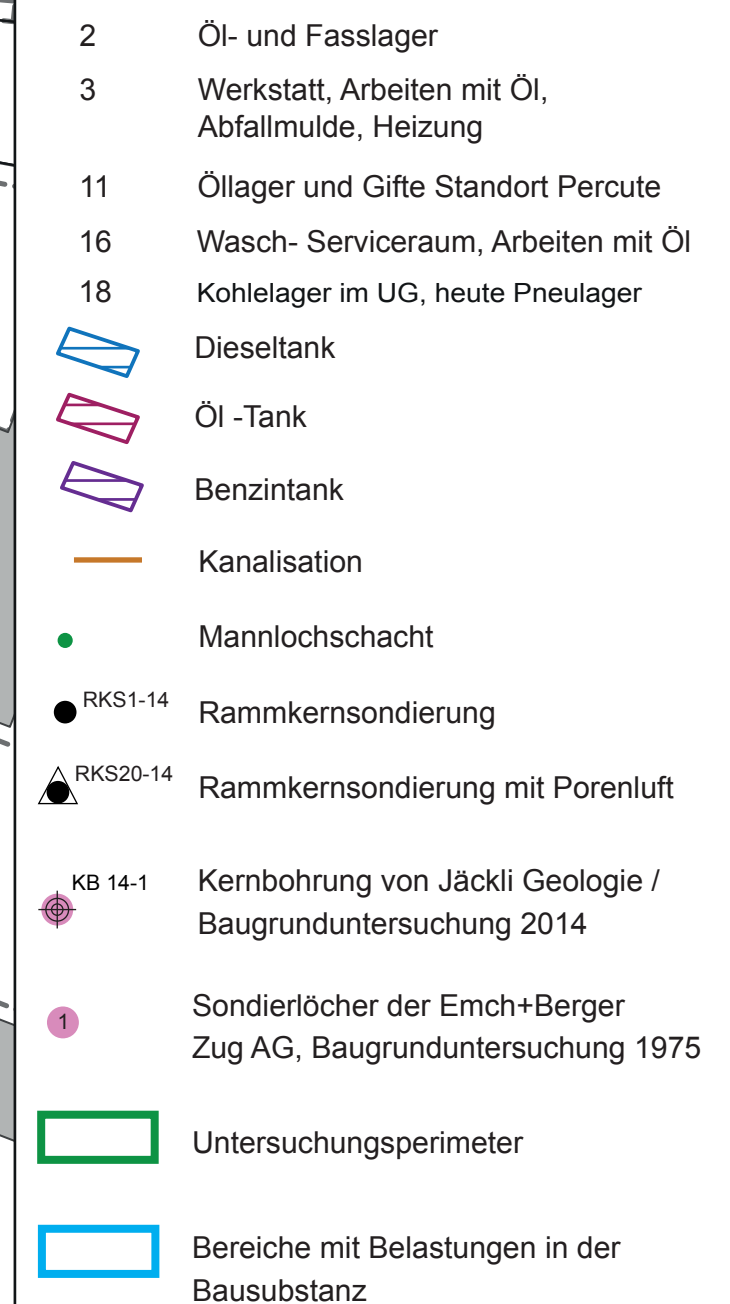 2 Öl- und Fasslager
3 Werkstatt, Arbeiten mit Öl,
Abfallmulde, Heizung
11 Öllager und Gifte Standort Percute
16 Wasch- Serviceraum, Arbeiten mit Öl
18 Kohlelager im UG, heute Pneulager
Dieseltank
Öl -Tank
Benzintank
Kanalisation
Mannlochschacht
RKS1-14 Rammkernsondierung
RKS20-14 Rammkernsondierung mit Porenluft
KB 14-1 Kernbohrung von Jäckli Geologie /
Baugrunduntersuchung 2014
1 Sondierlöcher der Emch+Berger
Zug AG, Baugrunduntersuchung 1975
Untersuchungsperimeter
Bereiche mit Belastungen in der
Bausubstanz